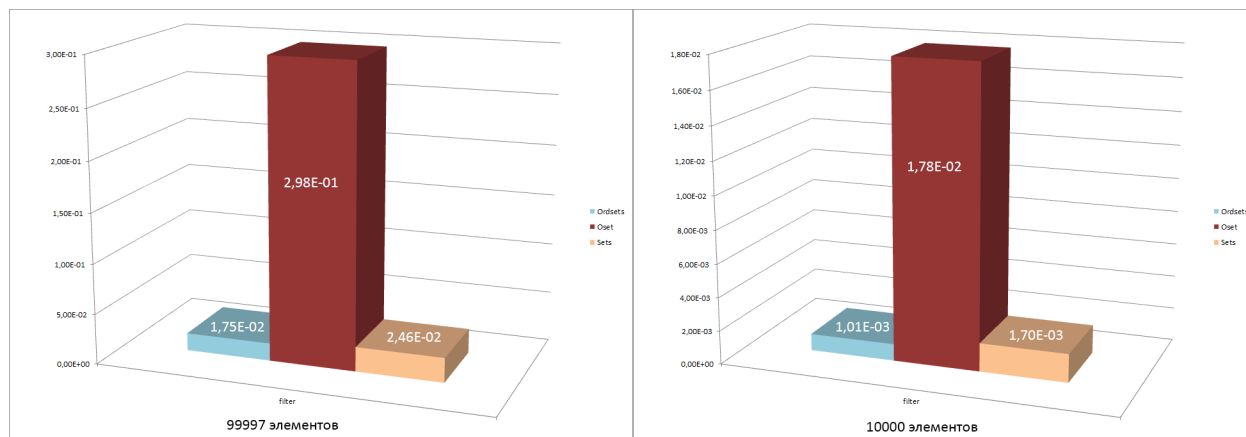 3,00E-01
2,50E-01
2,00E-01
1,50E-01
1,00E-01
5,00E-02
0,00E+00
2,98E-01
1,75E-02
2,46E-02
Ordsets
Oset
Sets
filter
99997 элементов
1,80E-02
1,60E-02
1,40E-02
1,20E-02
1,00E-02
8,00E-03
6,00E-03
4,00E-03
2,00E-03
0,00E+00
1,78E-02
1,01E-03
1,70E-03
Ordsets
Oset
Sets
filter
10000 элементов